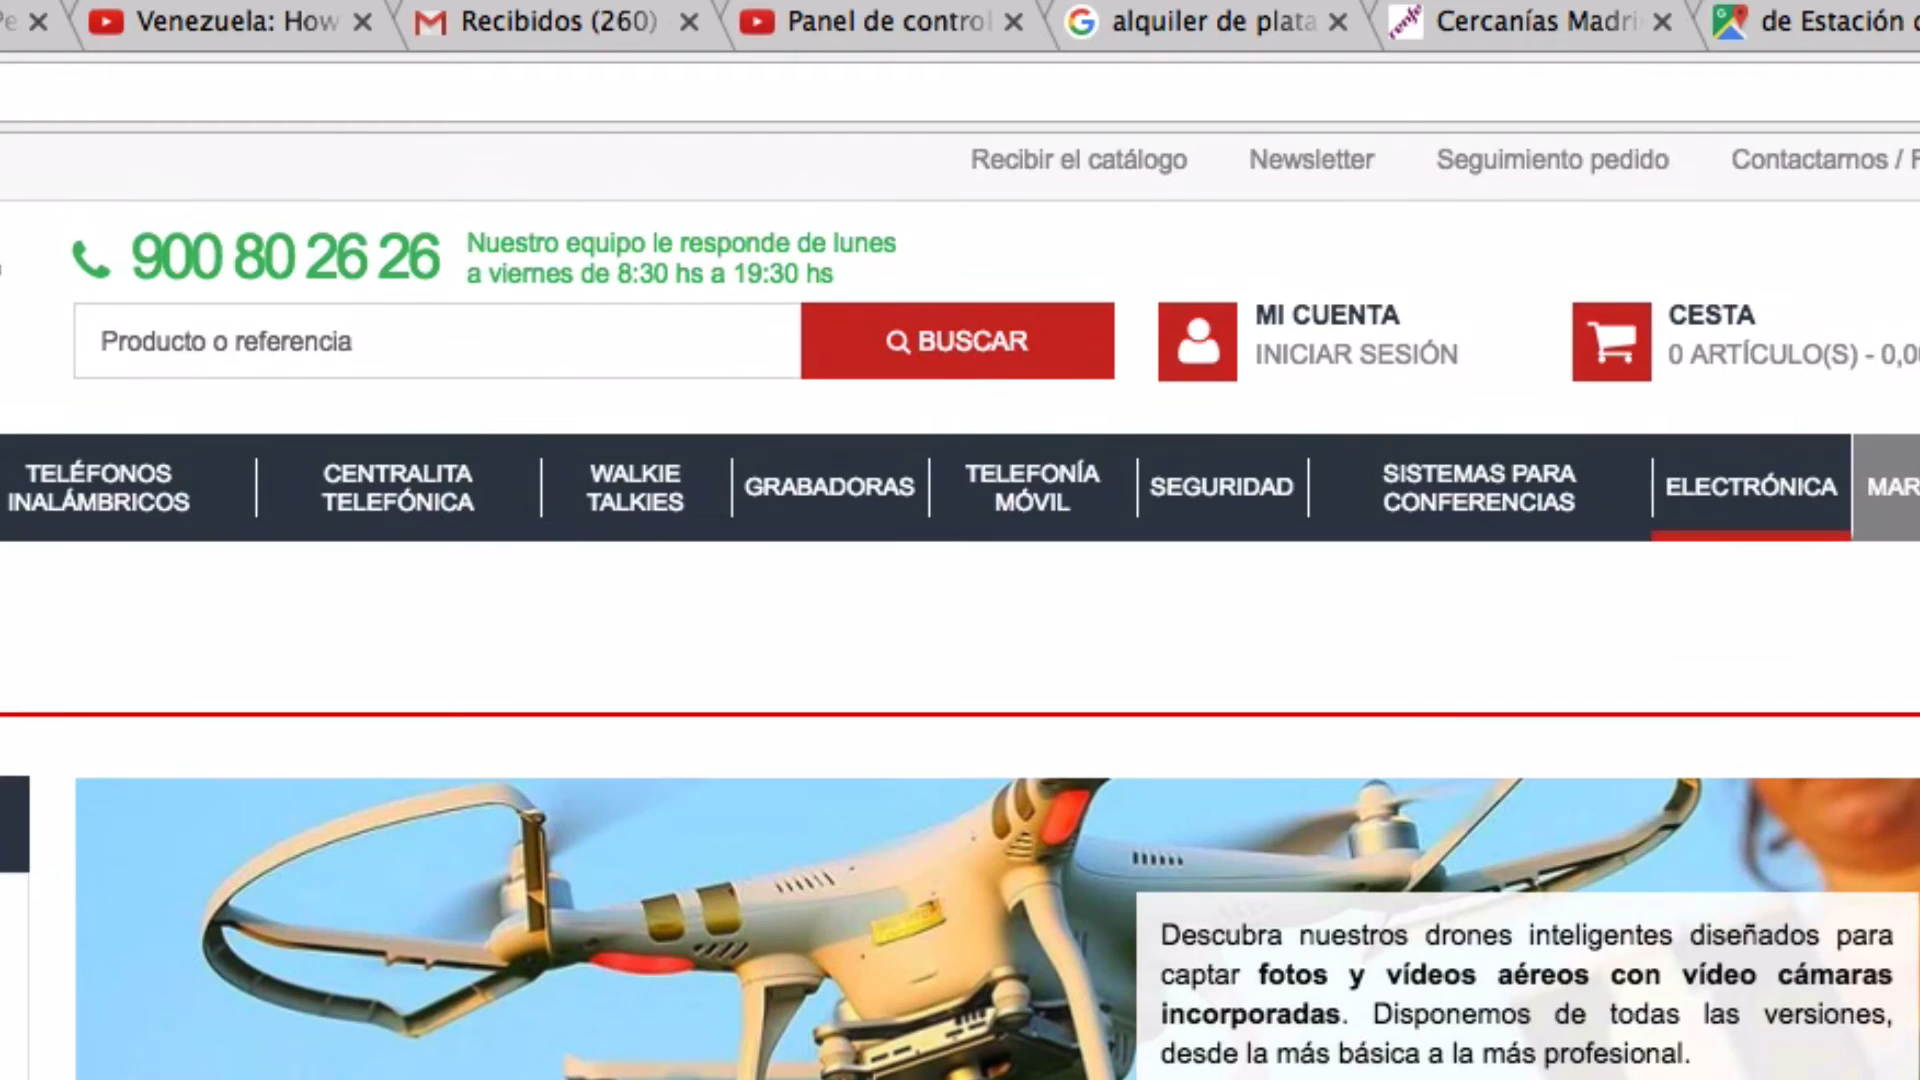 Venezuela: How
Recibidos (260)
Panel de control
alquiler de plata
renfe
Cercanías Madri
de Estación
Recibir el catálogo
Newsletter
Seguimiento pedido
Contactarnos /
900 80 26 26
Nuestro equipo le responde de lunes
a viernes de 8:30 hs a 19:30 hs
Producto o referencia
BUSCAR
MI CUENTA
INICIAR SESIÓN
CESTA
0 ARTÍCULO(S) - 0,0
TELÉFONOS
INALÁMBRICOS
CENTRALITA
TELEFÓNICA
WALKIE
TALKIES
GRABADORAS
TELEFONÍA
MÓVIL
SEGURIDAD
SISTEMAS PARA
CONFERENCIAS
ELECTRÓNICA
MAR
Descubra nuestros drones inteligentes diseñados para
captar fotos y vídeos aéreos con vídeo cámaras
incorporadas. Disponemos de todas las versiones,
desde la más básica a la más profesional.